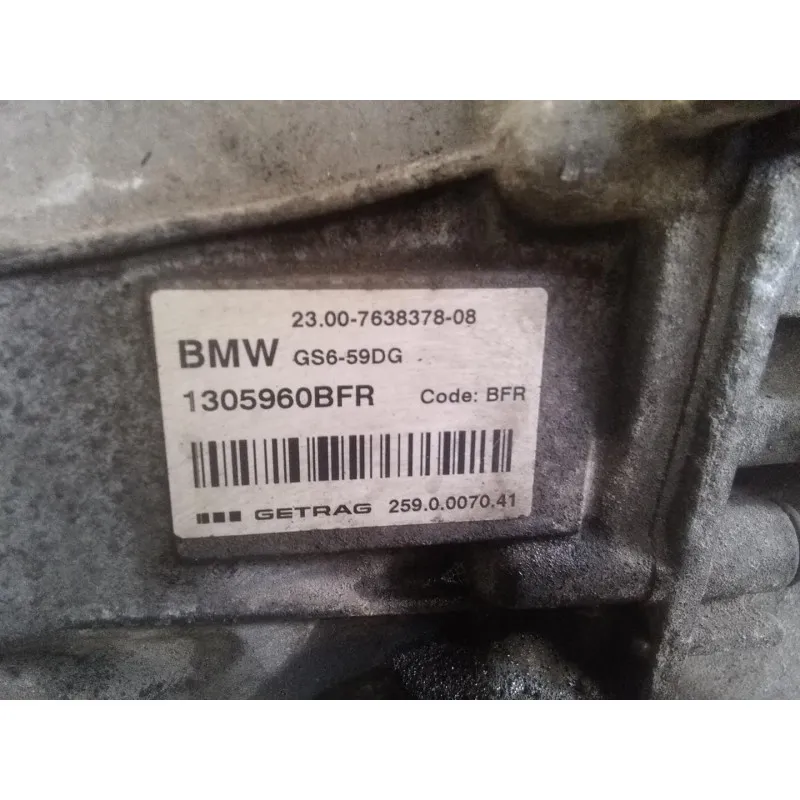 23.00-7638378-08
BMW GS6-59DG
1305960BFR Code: BFR
GETRAG 259.0.0070.41